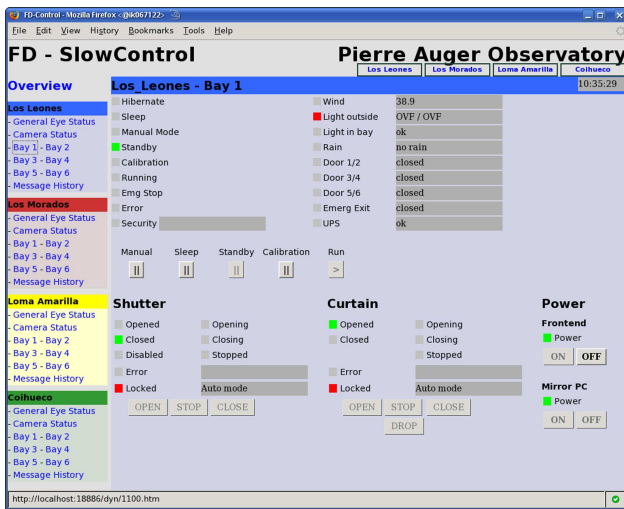 FD-Control - Mozilla Firefox <@ik067122>
File Edit View History Bookmarks Tools Help
FD - SlowControl
Pierre Auger Observatory
Los Leones Los Morados Loma Amarilla Coihueco
Overview
Los_Leones - Bay 1
10:35:29
Los Leones
- General Eye Status
- Camera Status
- Bay 1 - Bay 2
- Bay 3 - Bay 4
- Bay 5 - Bay 6
- Message History
Los Morados
- General Eye Status
- Camera Status
- Bay 1 - Bay 2
- Bay 3 - Bay 4
- Bay 5 - Bay 6
- Message History
Loma Amarilla
- General Eye Status
- Camera Status
- Bay 1 - Bay 2
- Bay 3 - Bay 4
- Bay 5 - Bay 6
- Message History
Coihueco
- General Eye Status
- Camera Status
- Bay 1 - Bay 2
- Bay 3 - Bay 4
- Bay 5 - Bay 6
- Message History
Hibernate
Sleep
Manual Mode
Standby
Calibration
Running
Emg Stop
Error
Security
Wind 38.9
Light outside OVF / OVF
Light in bay ok
Rain no rain
Door 1/2 closed
Door 3/4 closed
Door 5/6 closed
Emerg Exit closed
UPS ok
Manual Sleep Standby Calibration Run
|| || || || >
Shutter
Opened Opening
Closed Closing
Disabled Stopped
Error
Locked Auto mode
OPEN STOP CLOSE
Curtain
Opened Opening
Closed Closing
Stopped
Error
Locked Auto mode
OPEN STOP CLOSE
DROP
Power
Frontend
Power
ON OFF
Mirror PC
Power
ON OFF
http://localhost:18886/dyn/1100.htm